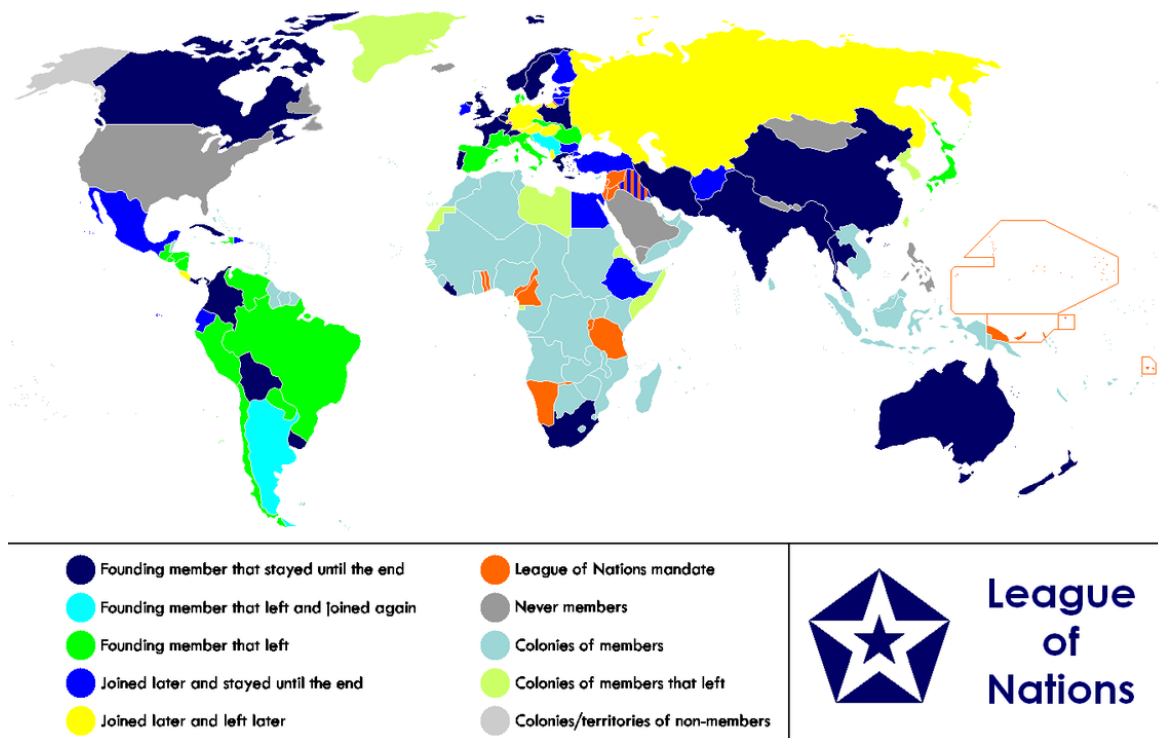 Founding member that stayed until the end
Founding member that left and joined again
Founding member that left
Joined later and stayed until the end
Joined later and left later
League of Nations mandate
Never members
Colonies of members
Colonies of members that left
Colonies/territories of non-members
League
of
Nations